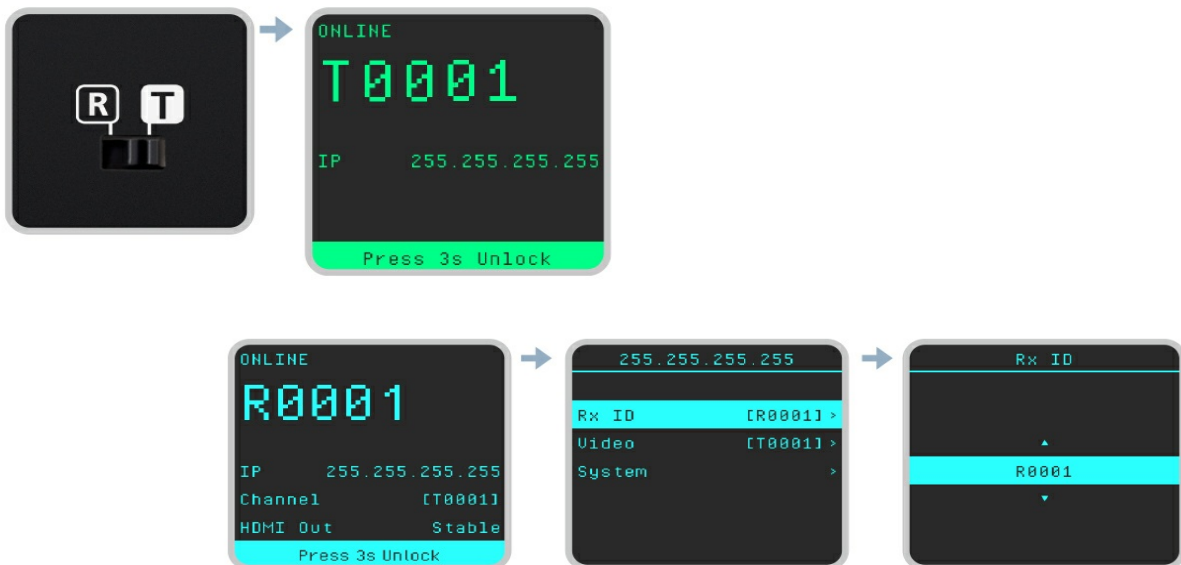 R T
ONLINE
T0001
IP 255.255.255.255
Press 3s Unlock
ONLINE
R0001
IP 255.255.255.255
Channel [T0001]
HDMI Out Stable
Press 3s Unlock
255.255.255.255
Rx ID [R0001] >
Video [T0001] >
System >
Rx ID
R0001